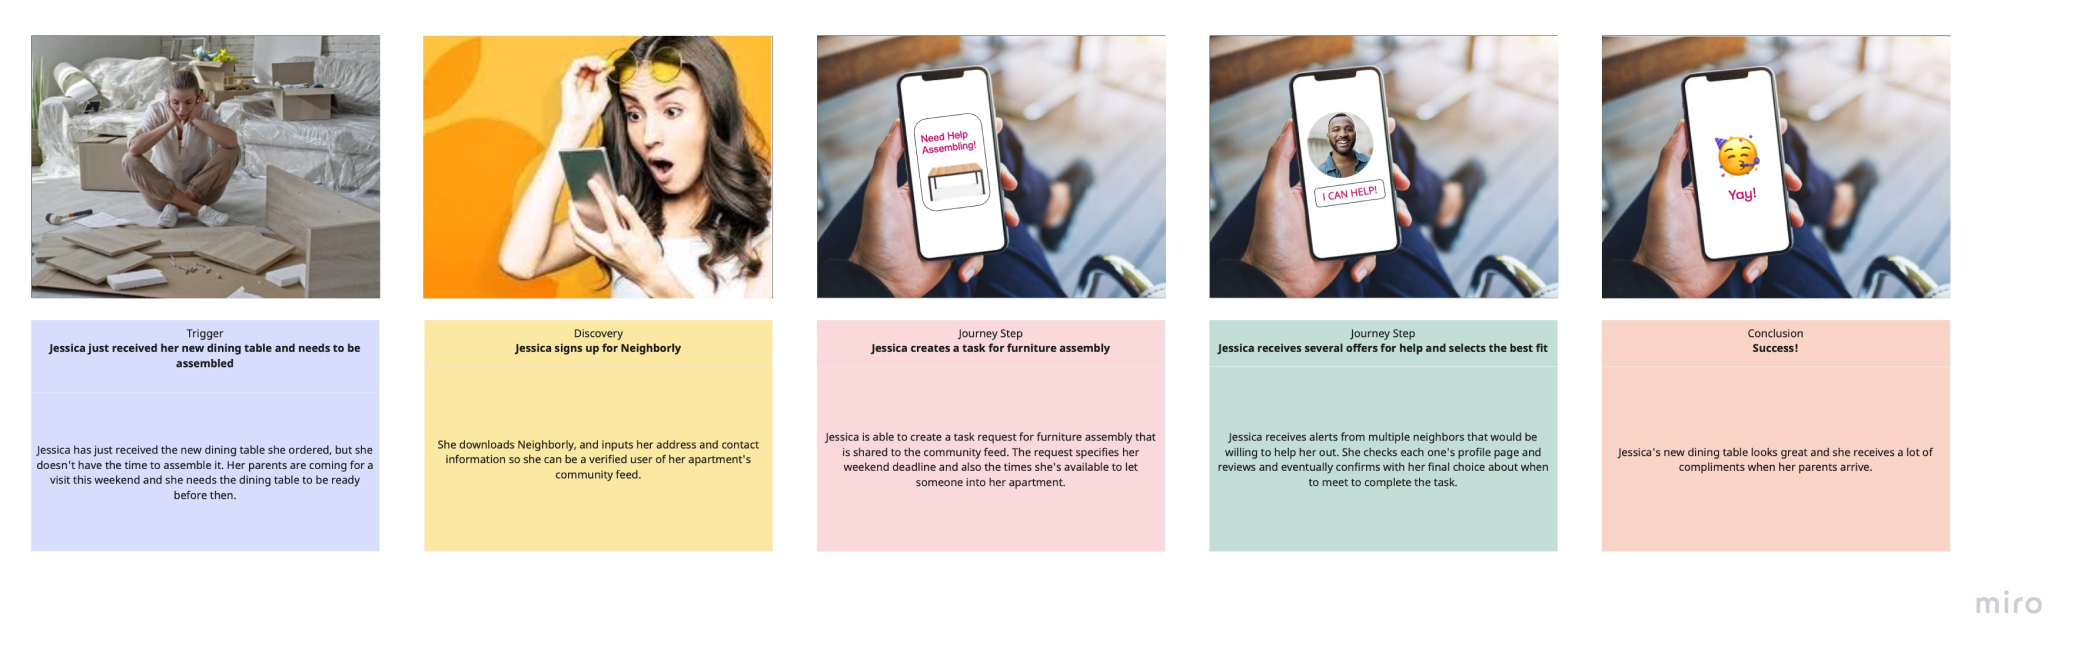 Need Help
Assembling!
I CAN HELP!
Yay!
Trigger
Jessica just received her new dining table and needs to be
assembled
Jessica has just received the new dining table she ordered, but she
doesn't have the time to assemble it. Her parents are coming for a
visit this weekend and she needs the dining table to be ready
before then.
Discovery
Jessica signs up for Neighborly
She downloads Neighborly, and inputs her address and contact
information so she can be a verified user of her apartment's
community feed.
Journey Step
Jessica creates a task for furniture assembly
Jessica is able to create a task request for furniture assembly that
is shared to the community feed. The request specifies her
weekend deadline and also the times she's available to let
someone into her apartment.
Journey Step
Jessica receives several offers for help and selects the best fit
Jessica receives alerts from multiple neighbors that would be
willing to help her out. She checks each one's profile page and
reviews and eventually confirms with her final choice about when
to meet to complete the task.
Conclusion
Success!
Jessica's new dining table looks great and she receives a lot of
compliments when her parents arrive.
miro